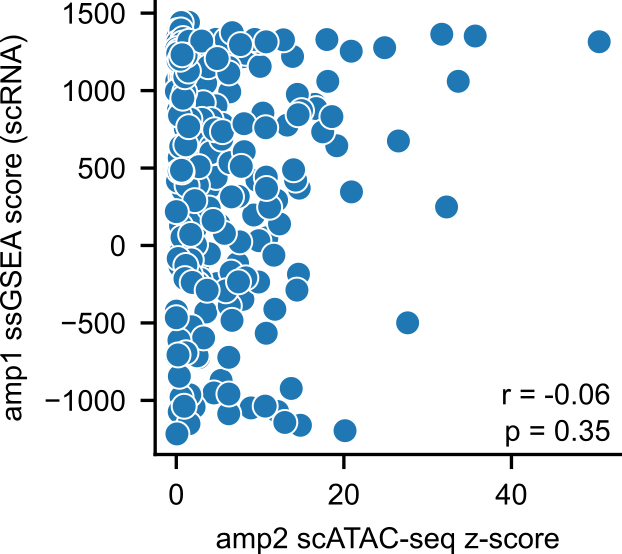 1500
1000
500
0
−500
−1000
amp1 ssGSEA score (scRNA)
r = -0.06
p = 0.35
0 20 40
amp2 scATAC-seq z-score